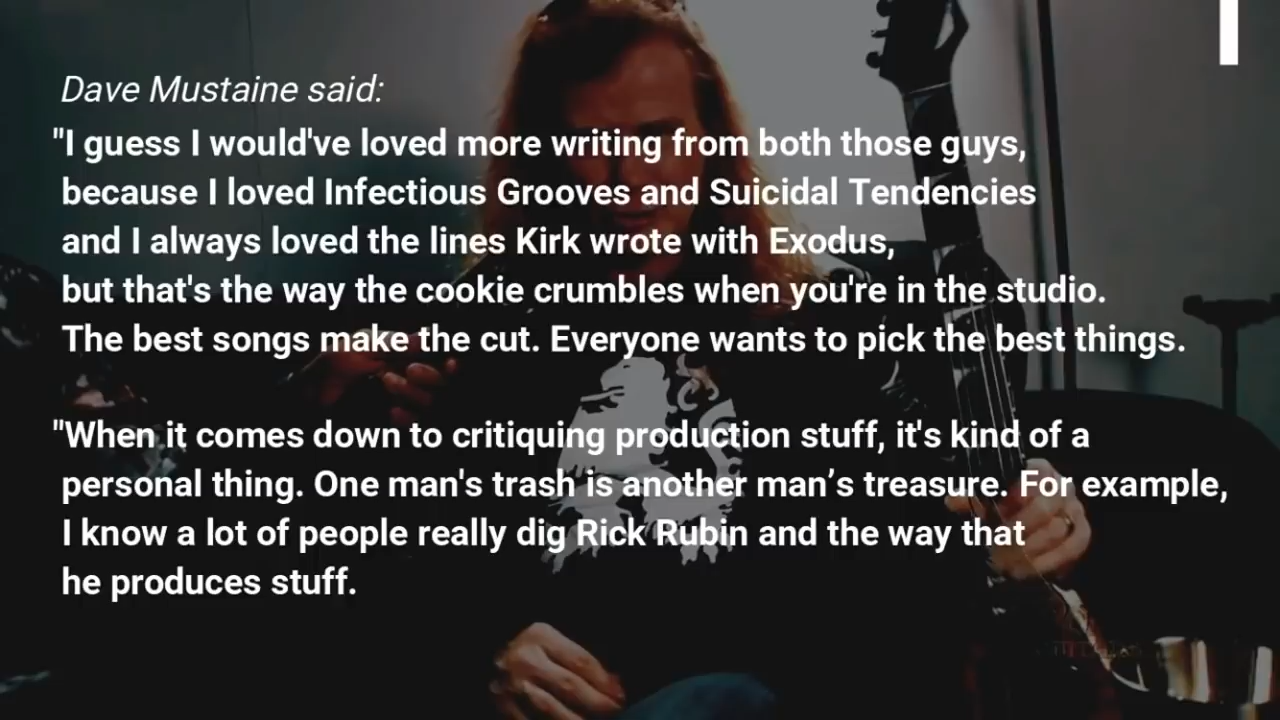 Dave Mustaine said:
"I guess I would've loved more writing from both those guys,
because I loved Infectious Grooves and Suicidal Tendencies
and I always loved the lines Kirk wrote with Exodus,
but that's the way the cookie crumbles when you're in the studio.
The best songs make the cut. Everyone wants to pick the best things.
"When it comes down to critiquing production stuff, it's kind of a
personal thing. One man's trash is another man’s treasure. For example,
I know a lot of people really dig Rick Rubin and the way that
he produces stuff.